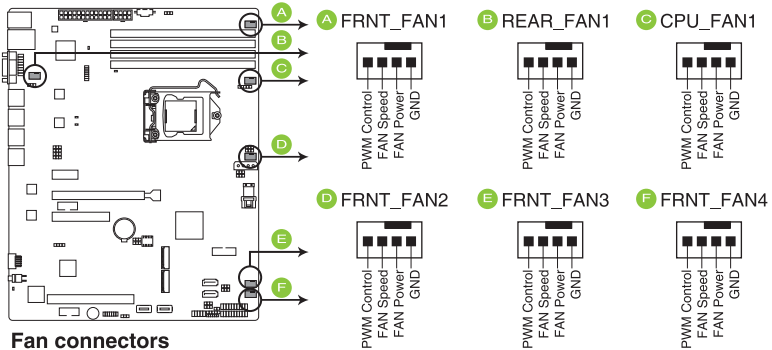 A
B
C
D
E
F
A FRNT_FAN1
PWM Control
FAN Speed
FAN Power
GND
B REAR_FAN1
PWM Control
FAN Speed
FAN Power
GND
C CPU_FAN1
PWM Control
FAN Speed
FAN Power
GND
D FRNT_FAN2
PWM Control
FAN Speed
FAN Power
GND
E FRNT_FAN3
PWM Control
FAN Speed
FAN Power
GND
F FRNT_FAN4
PWM Control
FAN Speed
FAN Power
GND
Fan connectors